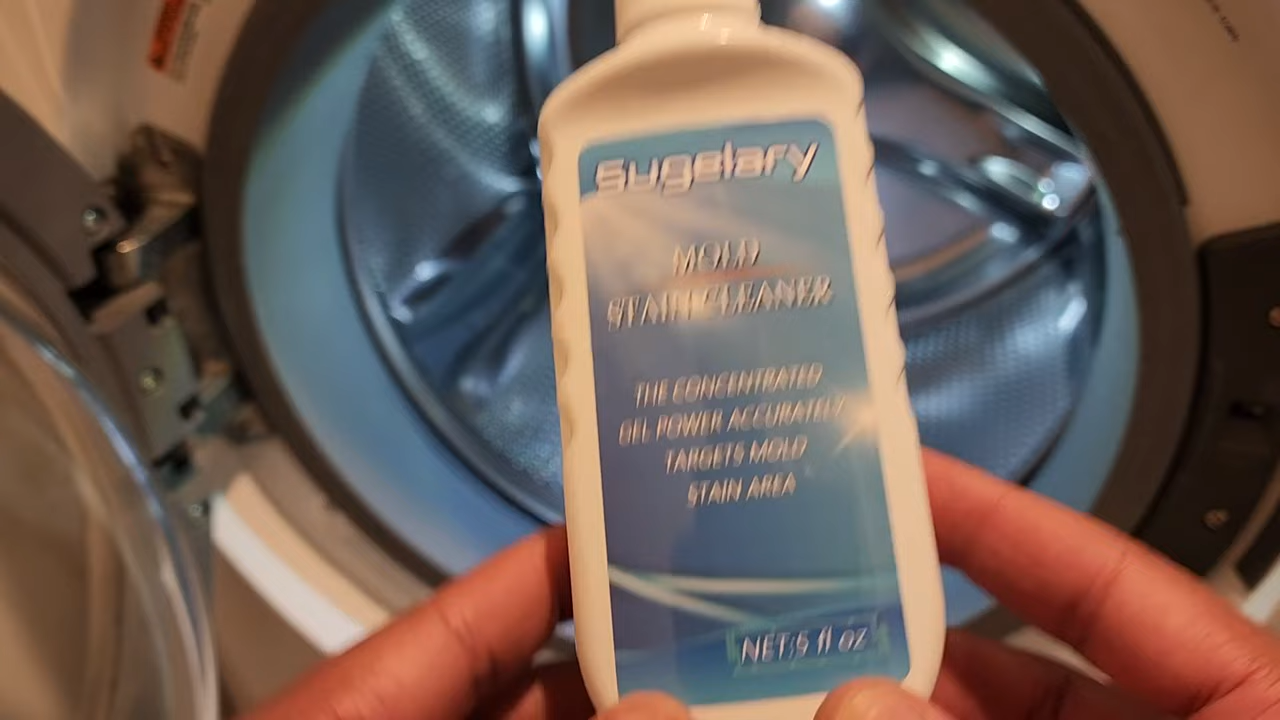 Sugelary
MOLD
STAIN CLEANER
THE CONCENTRATED
GEL POWER ACCURATELY
TARGETS MOLD
STAIN AREA
NET:5 fl oz